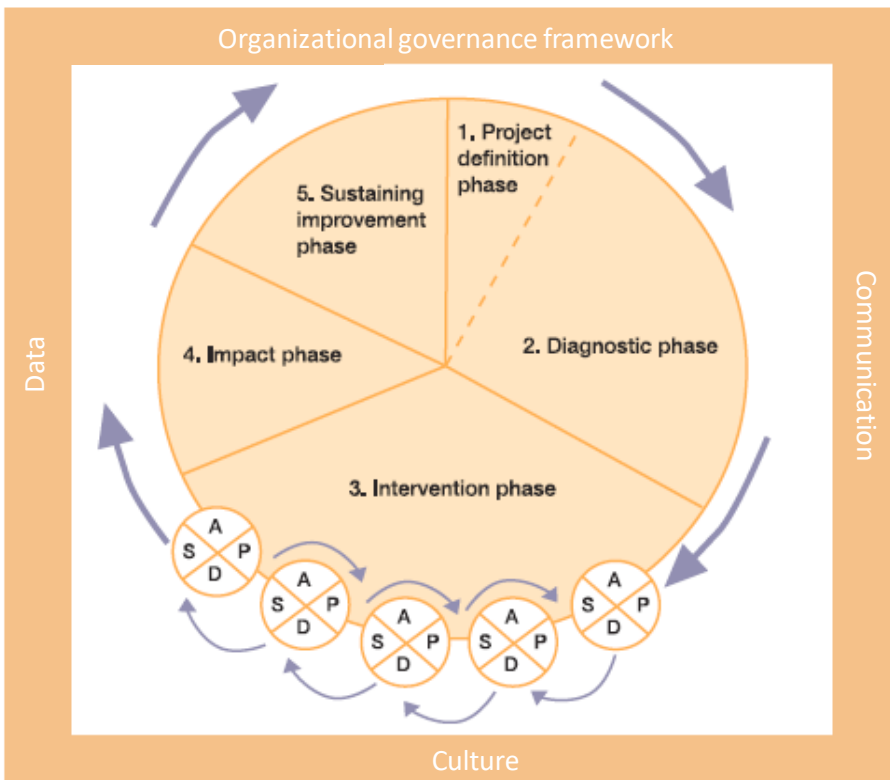 Organizational governance framework
1. Project
definition
phase
5. Sustaining
improvement
phase
2. Diagnostic phase
4. Impact phase
3. Intervention phase
Data
Communication
A
S P
D
A
S P
D
A
S P
D
A
S P
D
A
S P
D
Culture